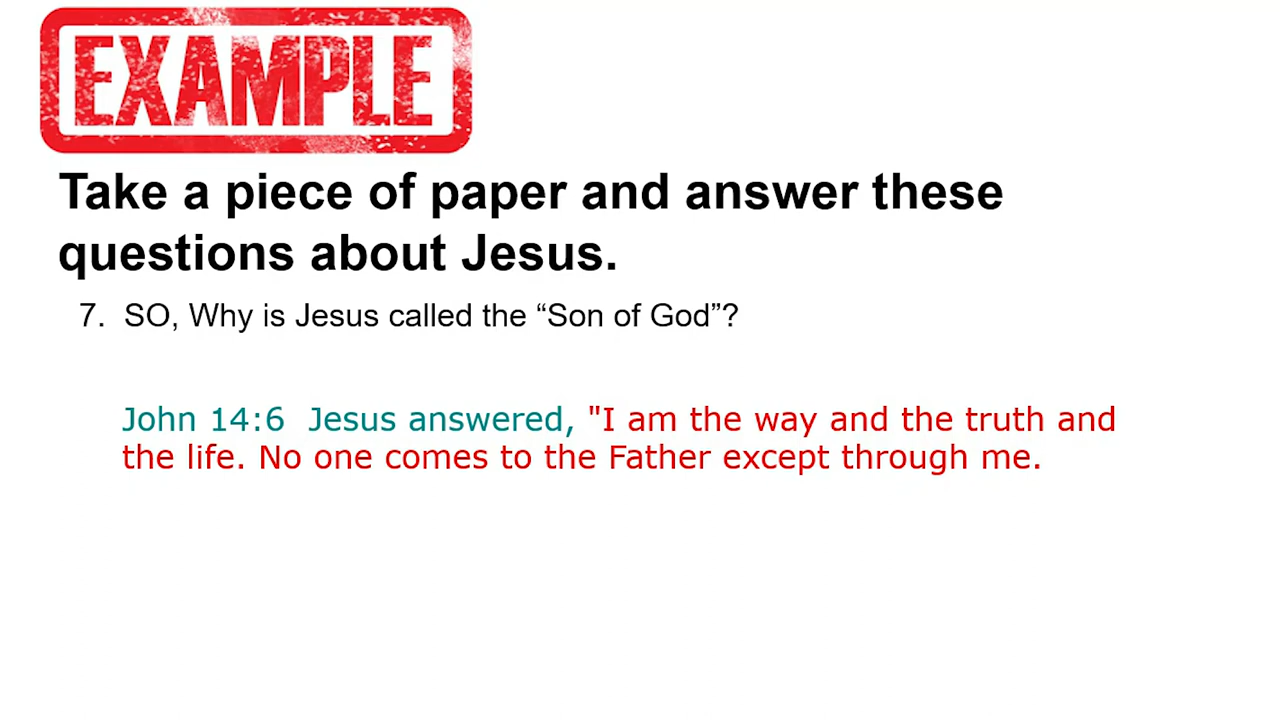 EXAMPLE
Take a piece of paper and answer these
questions about Jesus.
7. SO, Why is Jesus called the “Son of God”?
John 14:6 Jesus answered, "I am the way and the truth and
the life. No one comes to the Father except through me.